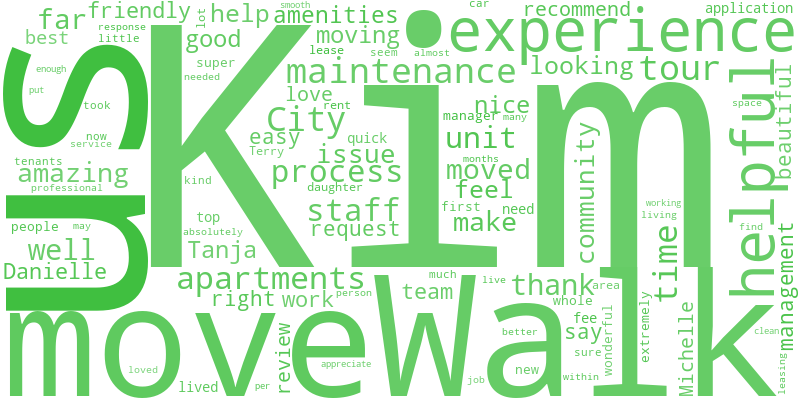 Kim
us
move
Walk
experience
helpful
City
maintenance
process
apartments
staff
unit
tour
thank
time
well
far
friendly
help
amenities
moving
good
best
little
response
super
needed
lot
smooth
lease
seem
almost
car
recommend
application
looking
love
rent
nice
manager
many
space
beautiful
easy
Terry
quick
issue
months
moved
feel
first
need
make
community
working
living
find
management
enough
put
took
now
service
tenants
amazing
professional
kind
daughter
people
may
top
absolutely
request
Tanja
Danielle
right
work
person
much
team
live
area
whole
fee
say
sure
wonderful
extremely
Michelle
clean
leasing
better
new
within
job
appreciate
review
lived
per
loved